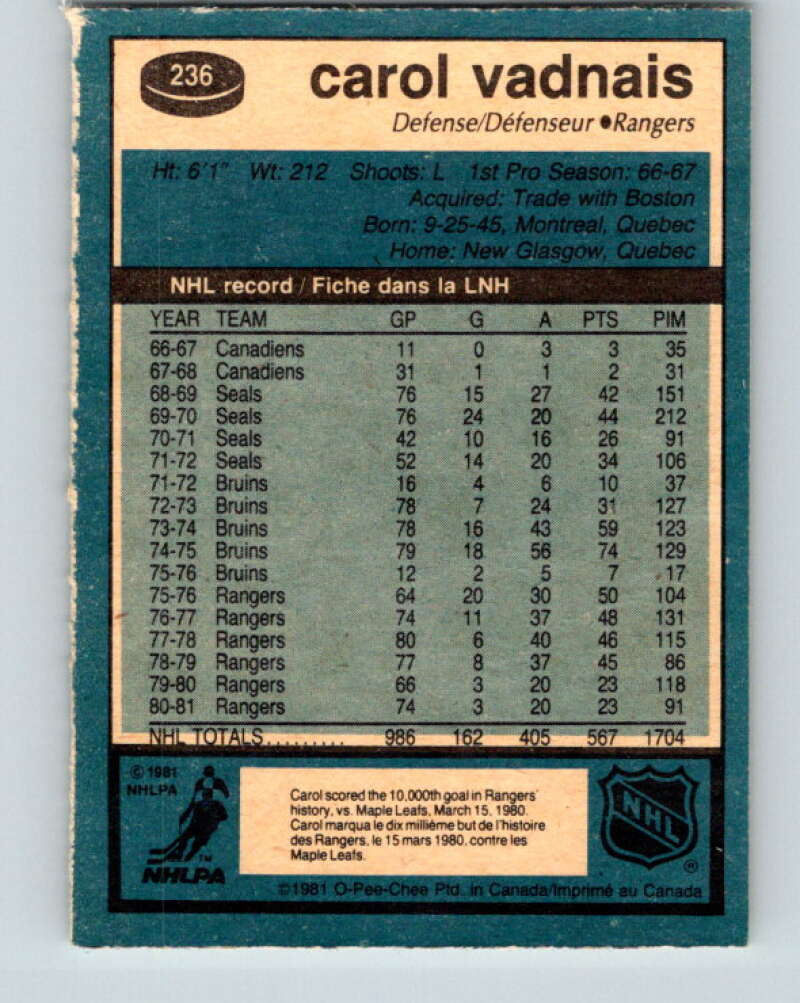 236
carol vadnais
Defense/Défenseur •Rangers
Ht: 6'1" Wt: 212 Shoots: L 1st Pro Season: 66-67
Acquired: Trade with Boston
Born: 9-25-45, Montreal, Quebec
Home: New Glasgow, Quebec
NHL record / Fiche dans la LNH
YEAR TEAM GP G A PTS PIM
66-67 Canadiens 11 0 3 3 35
67-68 Canadiens 31 1 1 2 31
68-69 Seals 76 15 27 42 151
69-70 Seals 76 24 20 44 212
70-71 Seals 42 10 16 26 91
71-72 Seals 52 14 20 34 106
71-72 Bruins 16 4 6 10 37
72-73 Bruins 78 7 24 31 127
73-74 Bruins 78 16 43 59 123
74-75 Bruins 79 18 56 74 129
75-76 Bruins 12 2 5 7 17
75-76 Rangers 64 20 30 50 104
76-77 Rangers 74 11 37 48 131
77-78 Rangers 80 6 40 46 115
78-79 Rangers 77 8 37 45 86
79-80 Rangers 66 3 20 23 118
80-81 Rangers 74 3 20 23 91
NHL TOTALS.......... 986 162 405 567 1704
© 1981
NHLPA
TM
NHLPA
Carol scored the 10,000th goal in Rangers'
history, vs. Maple Leafs, March 15, 1980.
Carol marqua le dix millième but de l'histoire
des Rangers, le 15 mars 1980, contre les
Maple Leafs.
NHL
®
©1981 O-Pee-Chee Ptd. in Canada/Imprimé au Canada